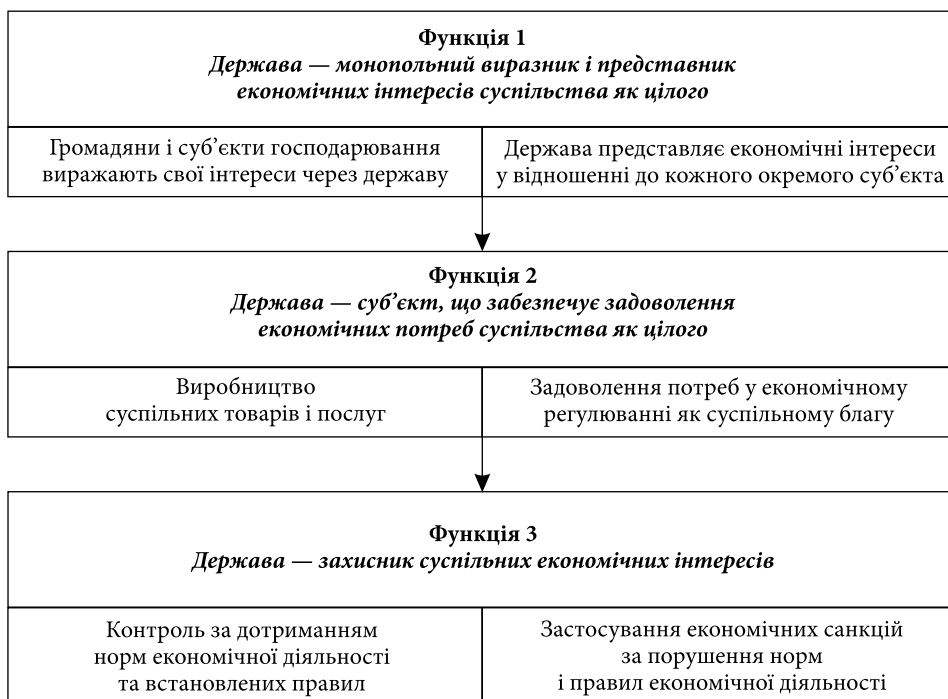 Функція 1
Держава — монопольний виразник і представник
економічних інтересів суспільства як цілого
Громадяни і суб’єкти господарювання
виражають свої інтереси через державу
Держава представляє економічні інтереси
у відношенні до кожного окремого суб’єкта
Функція 2
Держава — суб’єкт, що забезпечує задоволення
економічних потреб суспільства як цілого
Виробництво
суспільних товарів і послуг
Задоволення потреб у економічному
регулюванні як суспільному благу
Функція 3
Держава — захисник суспільних економічних інтересів
Контроль за дотриманням
норм економічної діяльності
та встановлених правил
Застосування економічних санкцій
за порушення норм
і правил економічної діяльності